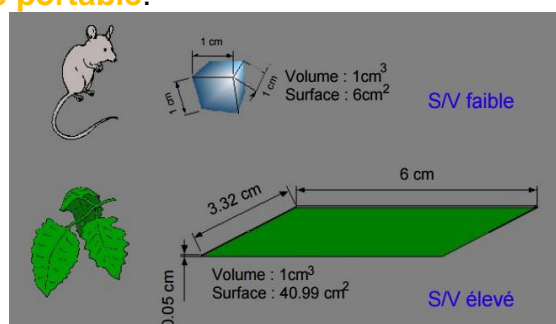 s portable.
1 cm
1 cm
1 cm
Volume : 1cm3
Surface : 6cm2
S/V faible
6 cm
3.32 cm
0.05 cm
Volume : 1cm3
Surface : 40.99 cm2
S/V élevé